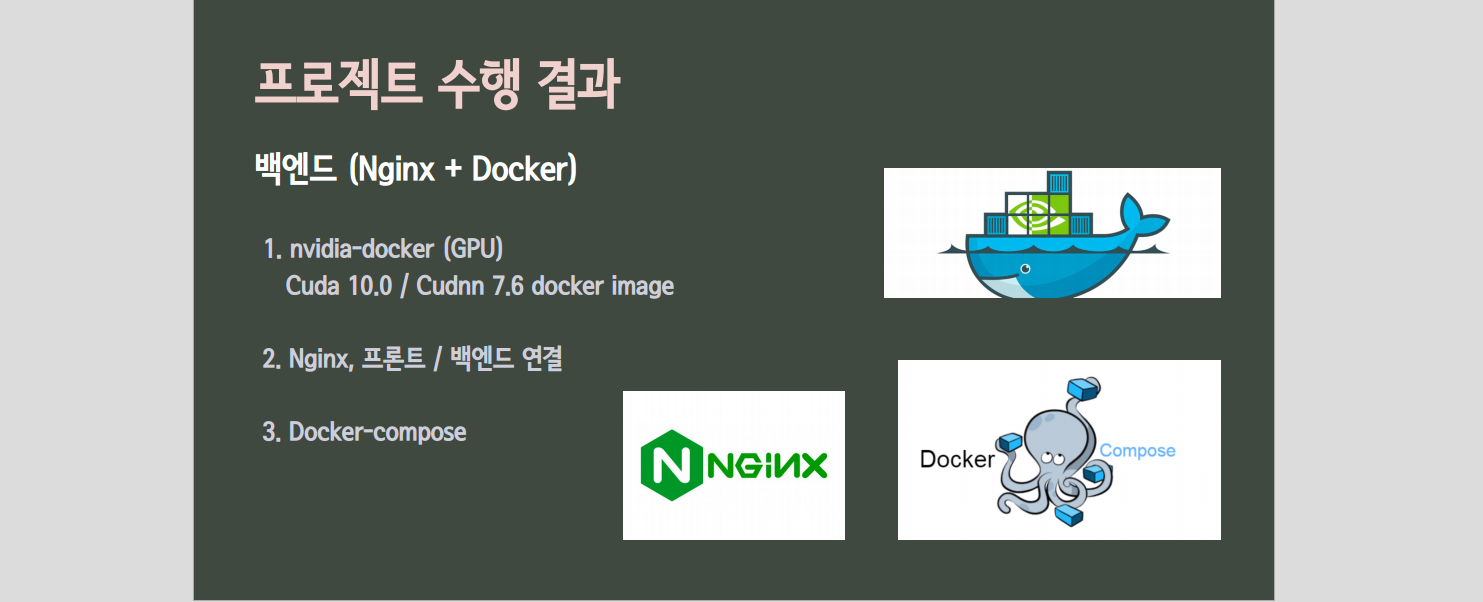 프로젝트 수행 결과
백엔드 (Nginx + Docker)
1. nvidia-docker (GPU)
Cuda 10.0 / Cudnn 7.6 docker image
2. Nginx, 프론트 / 백엔드 연결
3. Docker-compose
N NGINX
Docker Compose